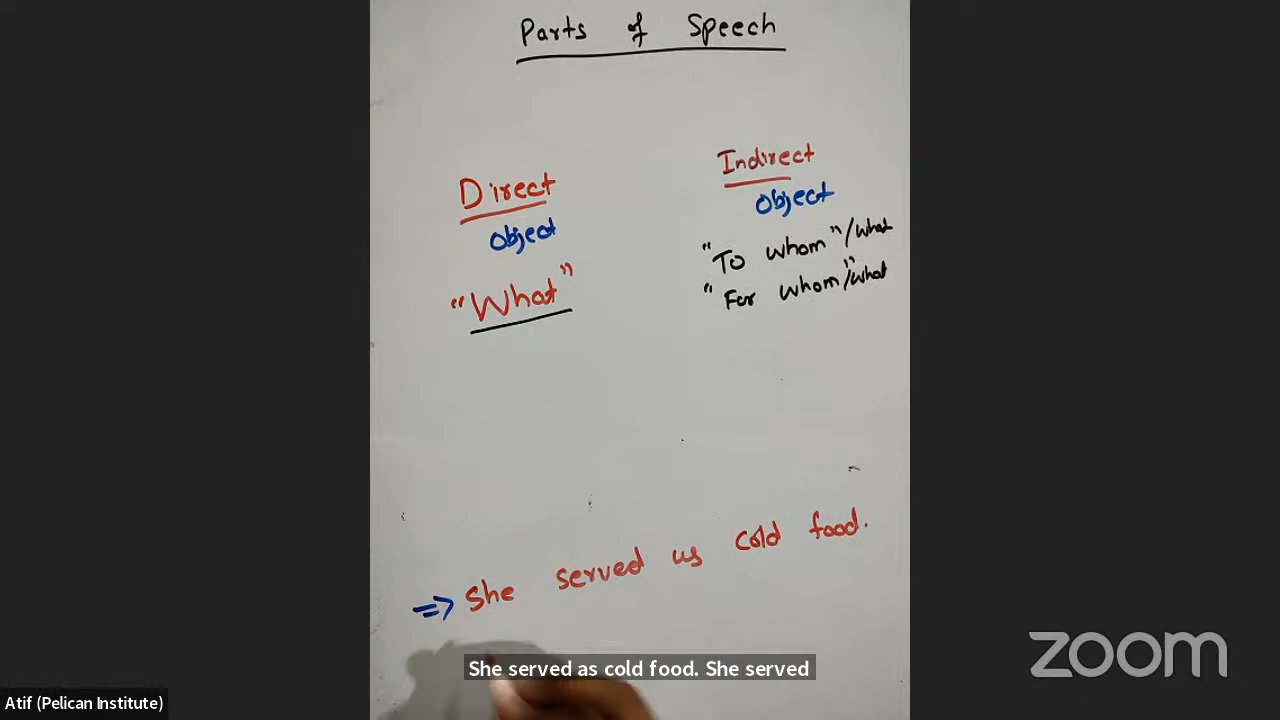 Parts of Speech
Direct
object
"What"
Indirect
object
"To whom"/what
"For whom"/what
=> She served us cold food.
She served as cold food. She served
zoom
Atif (Pelican Institute)